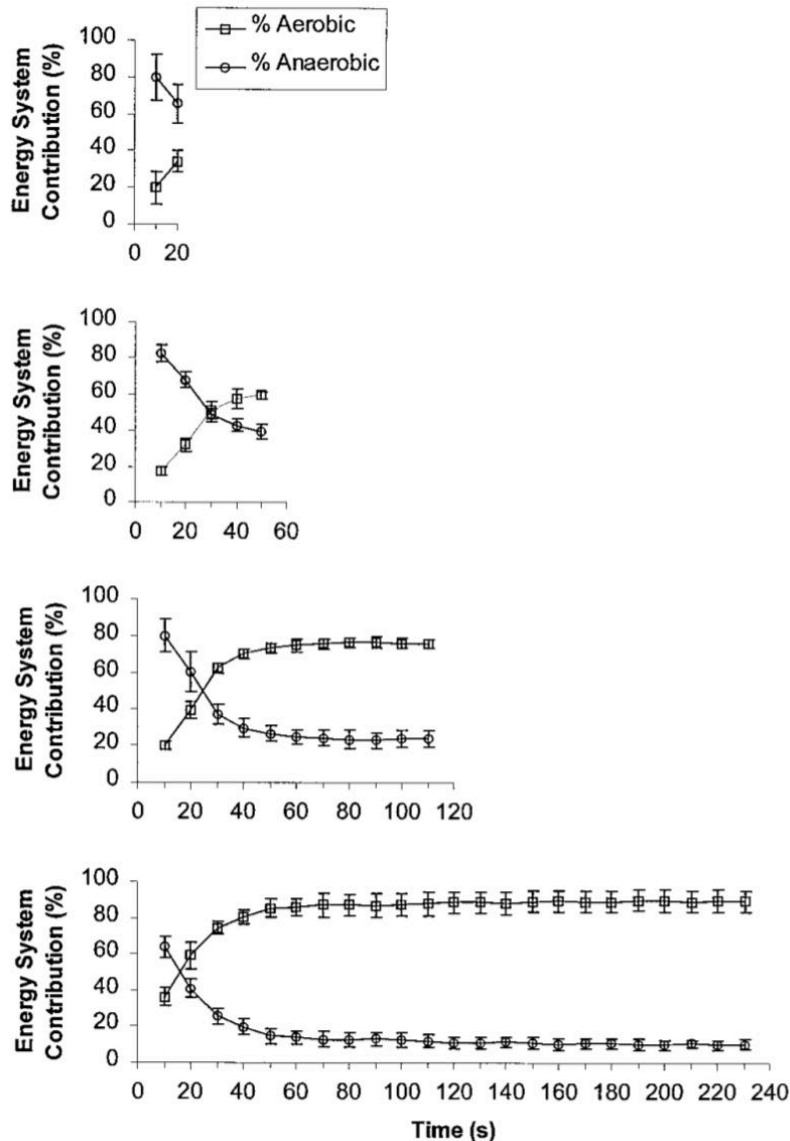 % Aerobic
% Anaerobic
Energy System
Contribution (%)
100
80
60
40
20
0
0 20
Energy System
Contribution (%)
100
80
60
40
20
0
0 20 40 60
Energy System
Contribution (%)
100
80
60
40
20
0
0 20 40 60 80 100 120
Energy System
Contribution (%)
100
80
60
40
20
0
0 20 40 60 80 100 120 140 160 180 200 220 240
Time (s)